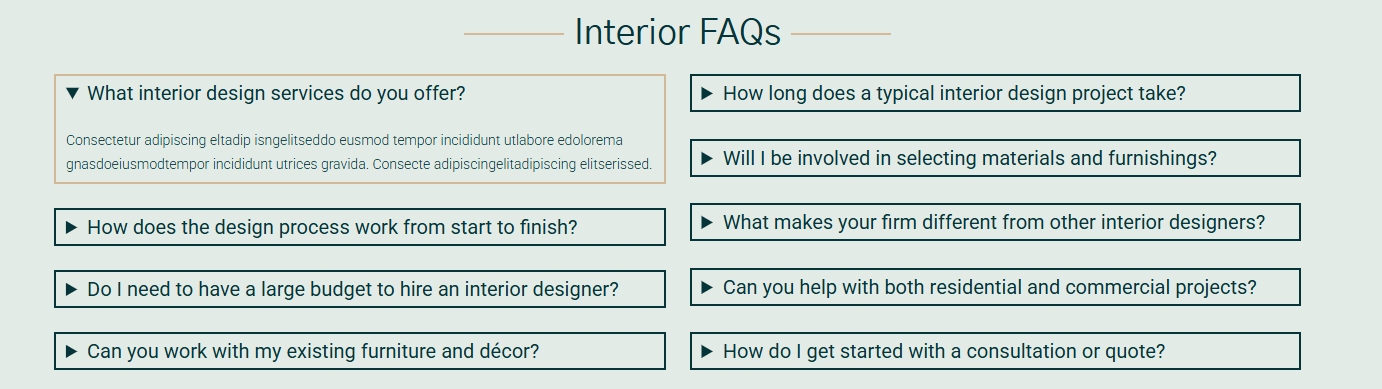 Interior FAQs
What interior design services do you offer?
Consectetur adipiscing eltadip isngelitseddo eusmod tempor incididunt utlabore edolorema
gnasdoeiusmodtempor incididunt utrices gravida. Consecte adipiscingelitadipiscing elitserissed.
How does the design process work from start to finish?
Do I need to have a large budget to hire an interior designer?
Can you work with my existing furniture and décor?
How long does a typical interior design project take?
Will I be involved in selecting materials and furnishings?
What makes your firm different from other interior designers?
Can you help with both residential and commercial projects?
How do I get started with a consultation or quote?